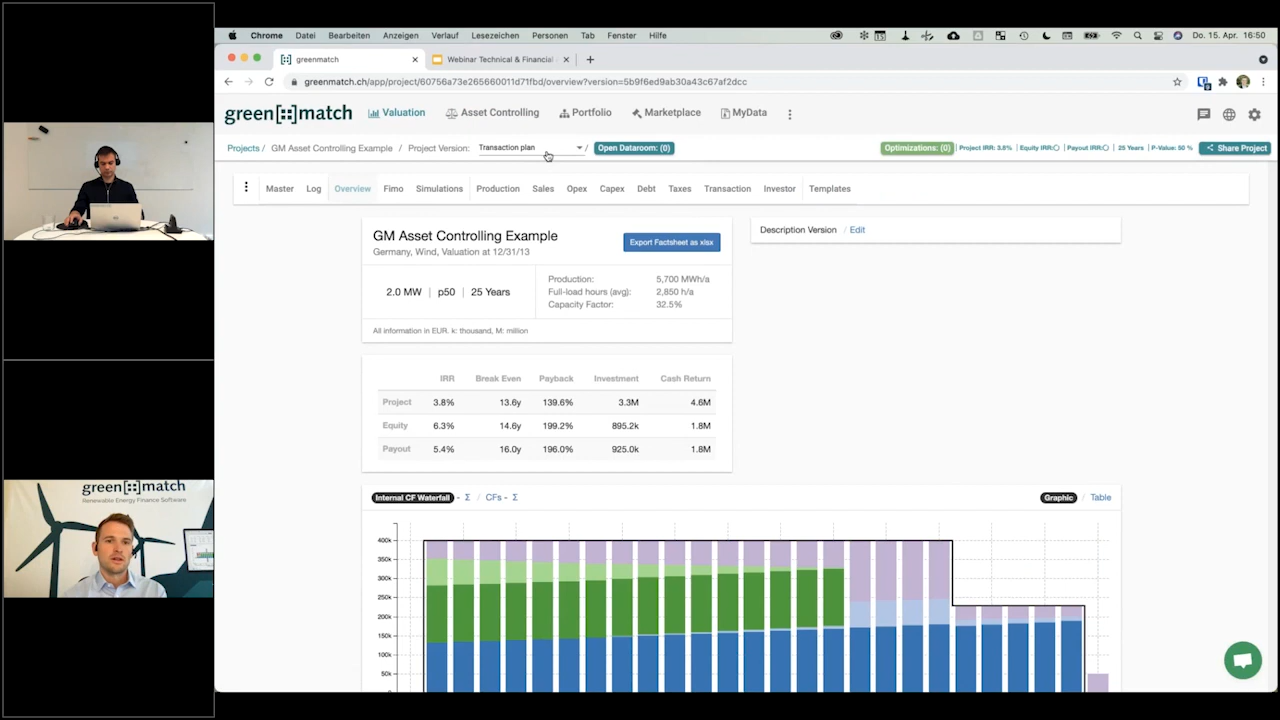 Chrome Datei Bearbeiten Anzeigen Verlauf Lesezeichen Personen Tab Fenster Hilfe Do. 15. Apr. 16:50
greenmatch Webinar Technical & Financial
greenmatch.ch/app/project/60756a73e265660011d71fbd/overview?version=5b9f6ed9ab30a43c67af2dcc
green[::]match Valuation Asset Controlling Portfolio Marketplace MyData
Projects / GM Asset Controlling Example / Project Version: Transaction plan / Open Dataroom: (0) Optimizations: (0) Project IRR: 3.8% Equity IRR: Payout IRR: 25 Years P-Value: 50 % Share Project
Master Log Overview Fimo Simulations Production Sales Opex Capex Debt Taxes Transaction Investor Templates
GM Asset Controlling Example
Germany, Wind, Valuation at 12/31/13
Export Factsheet as xlsx
Description Version / Edit
2.0 MW | p50 | 25 Years
Production: 5,700 MWh/a
Full-load hours (avg): 2,850 h/a
Capacity Factor: 32.5%
All information in EUR. k: thousand, M: million
IRR Break Even Payback Investment Cash Return
Project 3.8% 13.6y 139.6% 3.3M 4.6M
Equity 6.3% 14.6y 199.2% 895.2k 1.8M
Payout 5.4% 16.0y 196.0% 925.0k 1.8M
Internal CF Waterfall - Σ / CFs - Σ Graphic / Table
400k
350k
300k
250k
200k
150k
100k
50k
green[::]match
Renewable Energy Finance Software